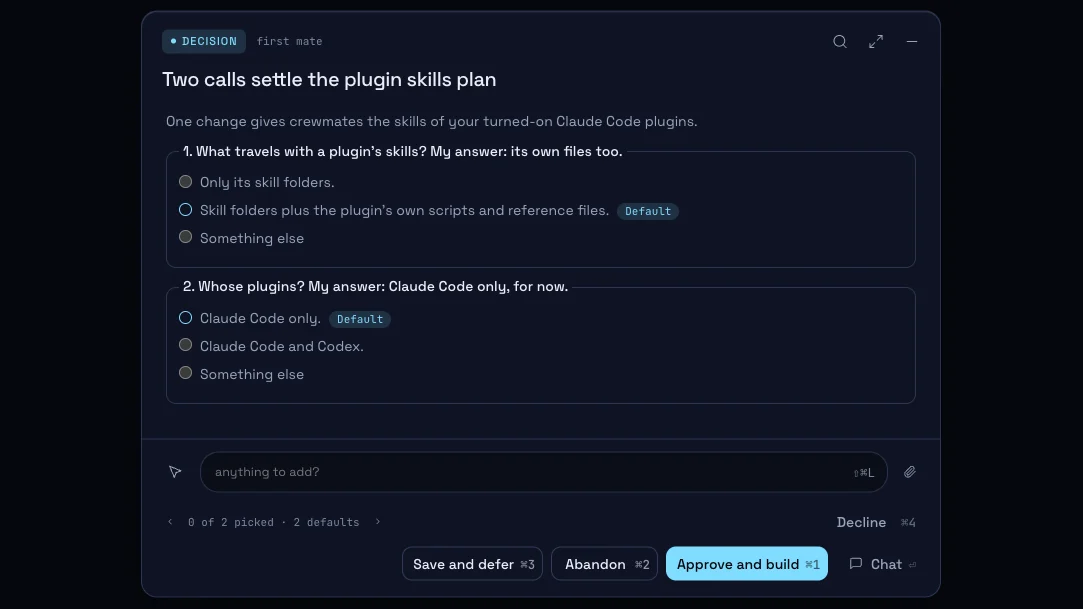 DECISION first mate
Two calls settle the plugin skills plan
One change gives crewmates the skills of your turned-on Claude Code plugins.
1. What travels with a plugin's skills? My answer: its own files too.
Only its skill folders.
Skill folders plus the plugin's own scripts and reference files. Default
Something else
2. Whose plugins? My answer: Claude Code only, for now.
Claude Code only. Default
Claude Code and Codex.
Something else
anything to add? ⇧⌘L
‹ 0 of 2 picked · 2 defaults ›
Decline ⌘4
Save and defer ⌘3 Abandon ⌘2 Approve and build ⌘1 Chat ⏎